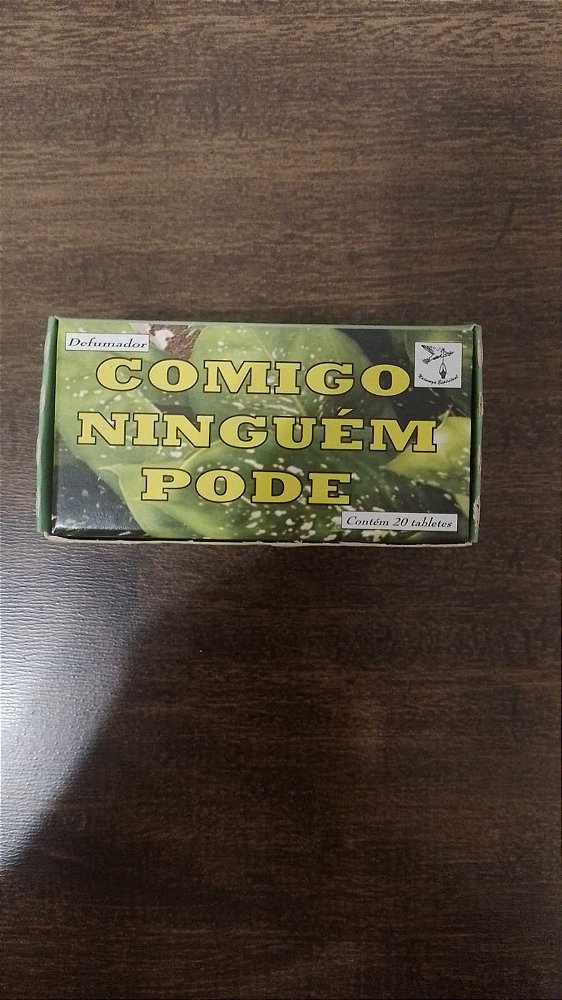 Defumador
COMIGO
NINGUÉM
PODE
Contém 20 tabletes